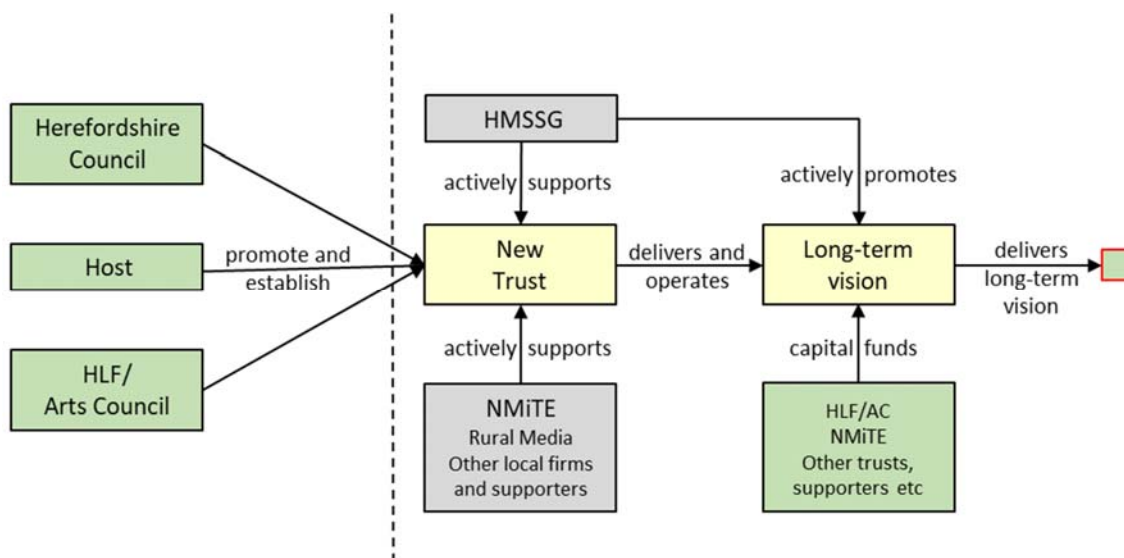 Herefordshire
Council
Host
HLF/
Arts Council
promote and
establish
HMSSG
actively supports
New
Trust
actively supports
NMiTE
Rural Media
Other local firms
and supporters
delivers and
operates
actively promotes
Long-term
vision
capital funds
HLF/AC
NMiTE
Other trusts,
supporters etc
delivers
long-term
vision